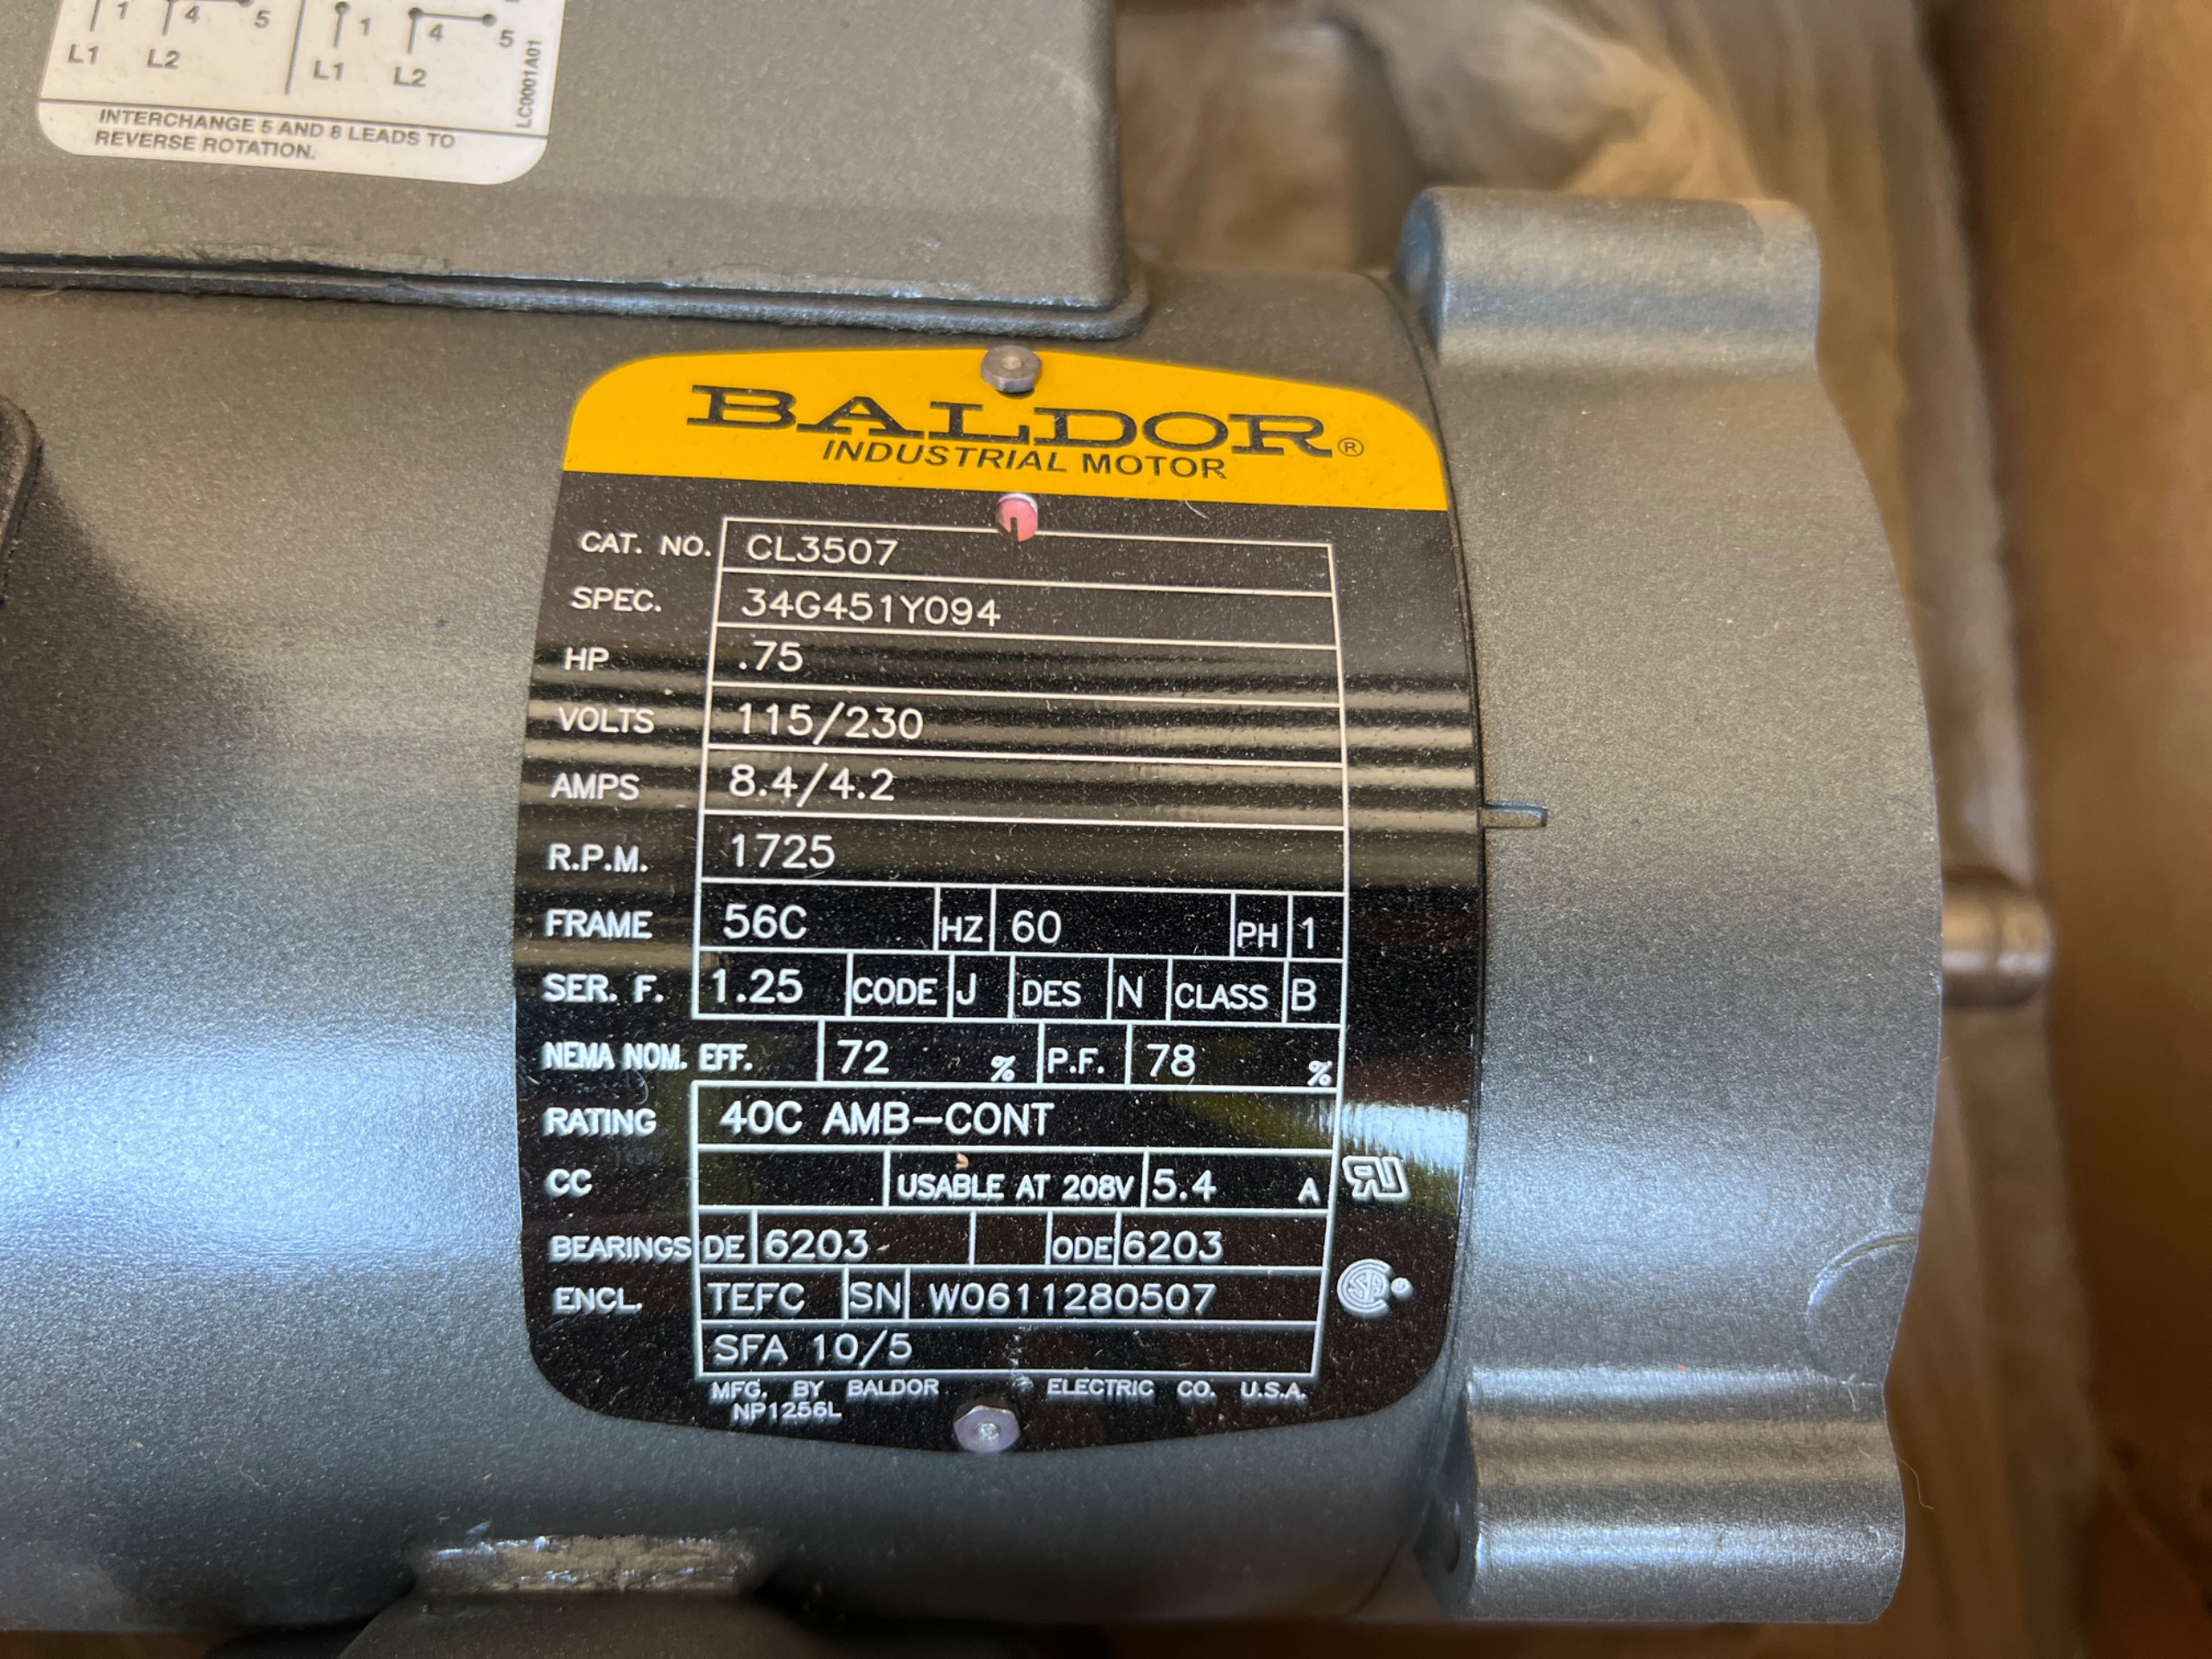 1 4 5 1 4 5
L1 L2 L1 L2
LC0001A01
INTERCHANGE 5 AND 8 LEADS TO
REVERSE ROTATION.
BALDOR®
INDUSTRIAL MOTOR
CAT. NO. CL3507
SPEC. 34G451Y094
HP .75
VOLTS 115/230
AMPS 8.4/4.2
R.P.M. 1725
FRAME 56C HZ 60 PH 1
SER. F. 1.25 CODE J DES N CLASS B
NEMA NOM. EFF. 72 % P.F. 78 %
RATING 40C AMB-CONT
CC USABLE AT 208V 5.4 A
BEARINGS DE 6203 ODE 6203
ENCL. TEFC SN W0611280507
SFA 10/5
MFG. BY BALDOR ELECTRIC CO. U.S.A.
NP1256L